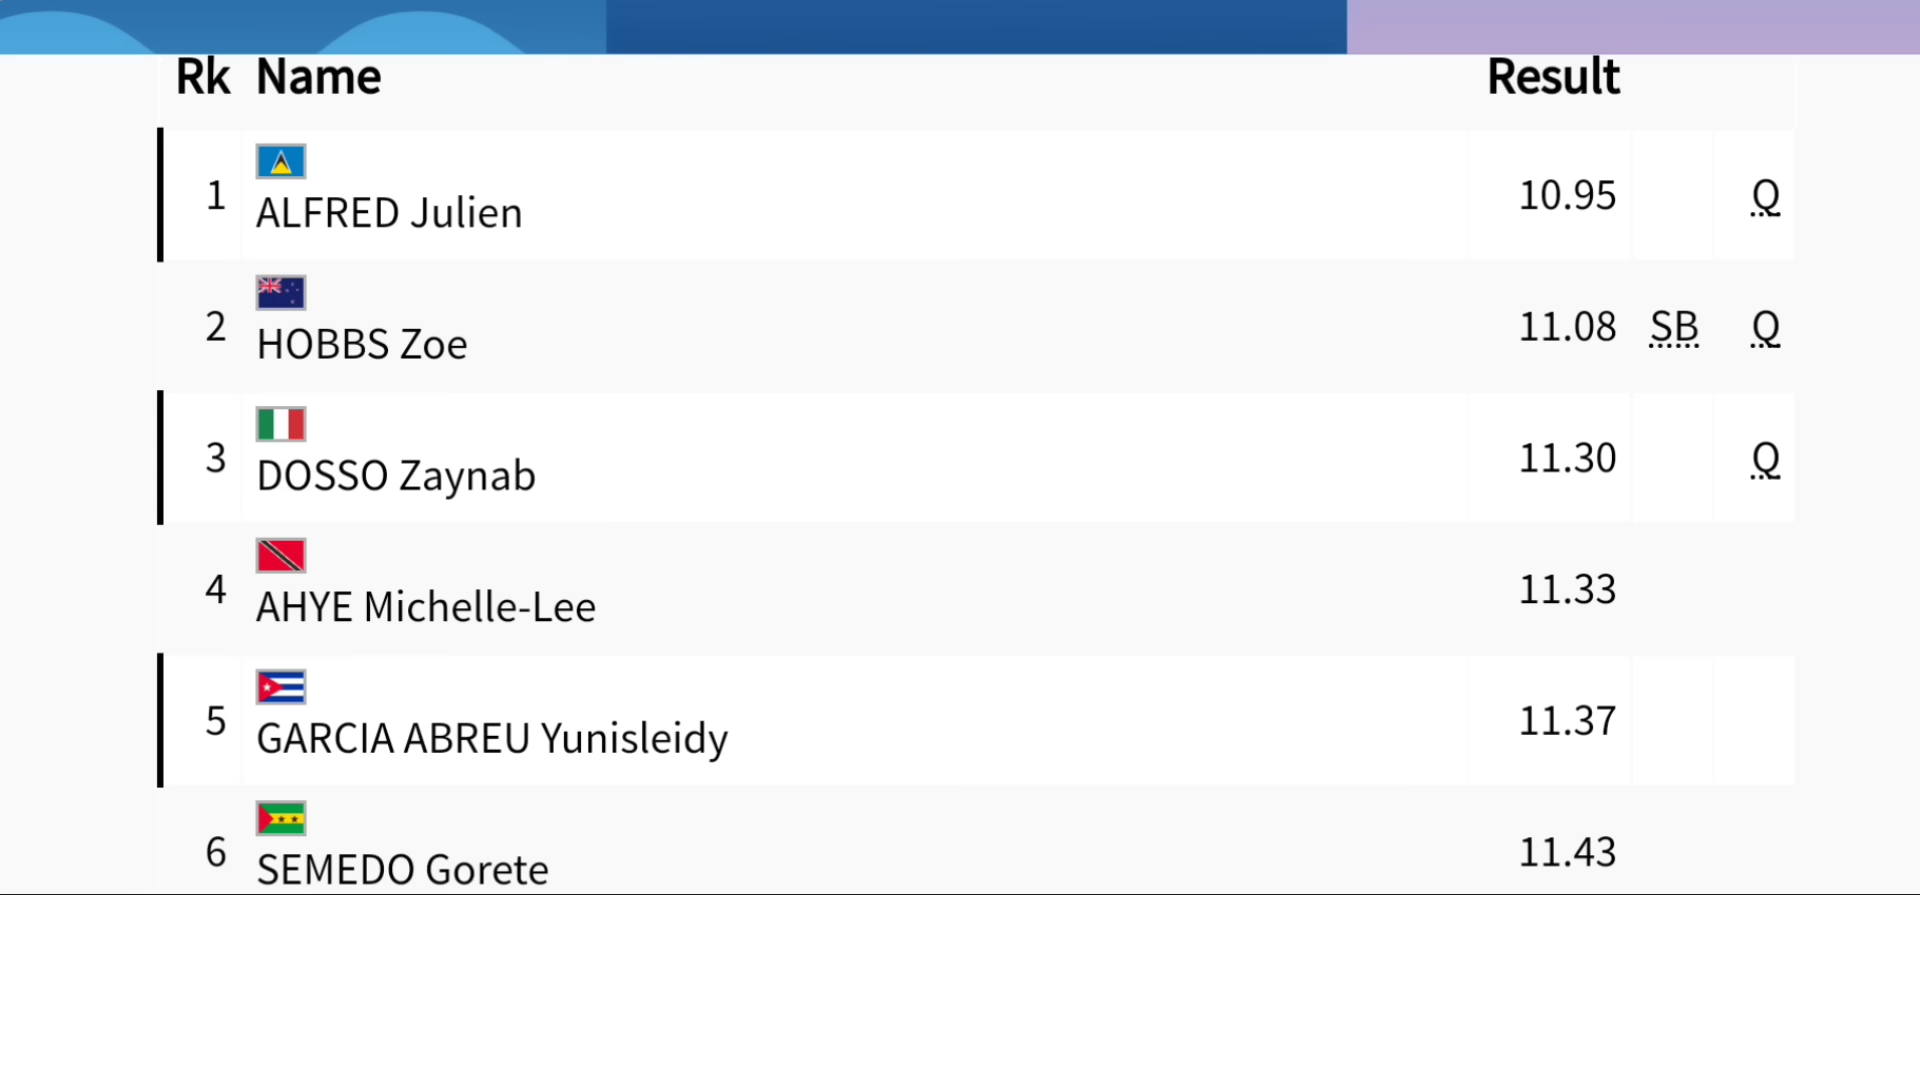 Rk Name Result
1 ALFRED Julien 10.95 Q
2 HOBBS Zoe 11.08 SB Q
3 DOSSO Zaynab 11.30 Q
4 AHYE Michelle-Lee 11.33
5 GARCIA ABREU Yunisleidy 11.37
6 SEMEDO Gorete 11.43